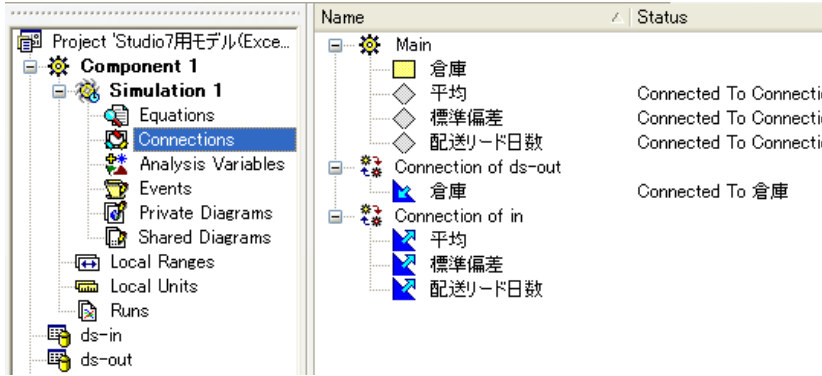 Project 'Studio7用モデル(Exce...
Component 1
Simulation 1
Equations
Connections
Analysis Variables
Events
Private Diagrams
Shared Diagrams
Local Ranges
Local Units
Runs
ds-in
ds-out
Name Status
Main
倉庫
平均 Connected To Connecti
標準偏差 Connected To Connecti
配送リード日数 Connected To Connecti
Connection of ds-out
倉庫 Connected To 倉庫
Connection of in
平均
標準偏差
配送リード日数